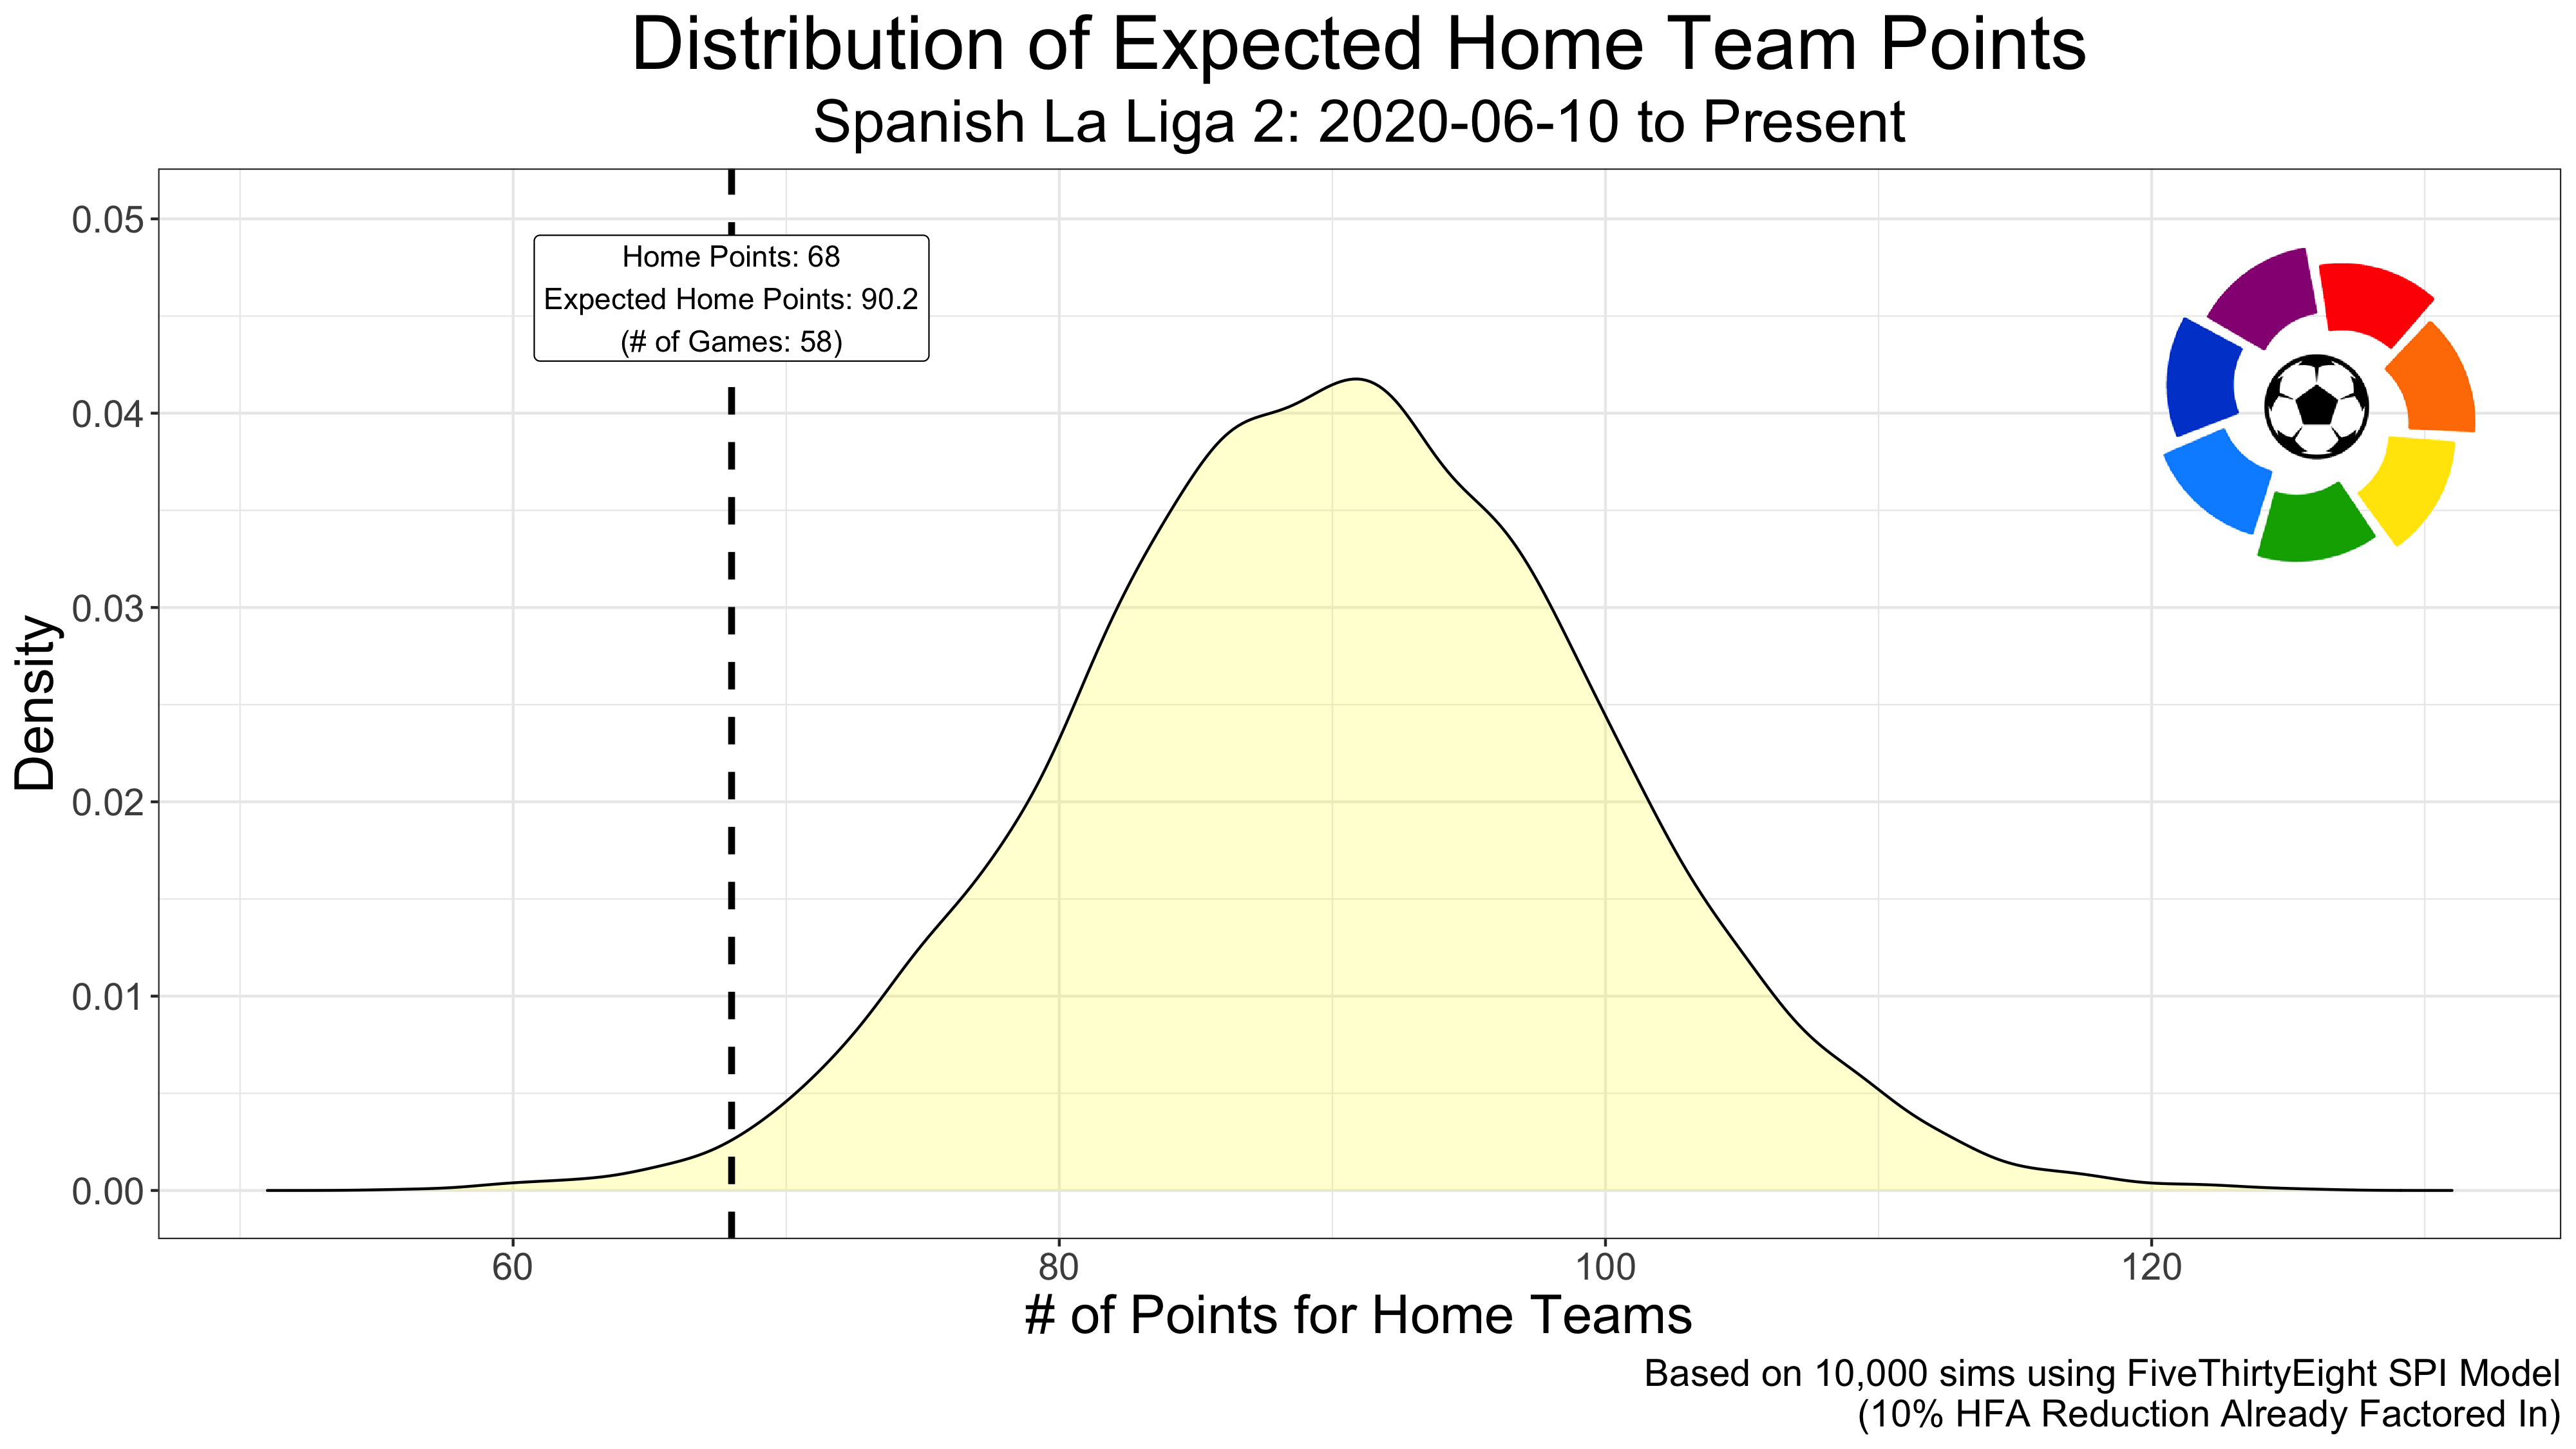 Distribution of Expected Home Team Points
Spanish La Liga 2: 2020-06-10 to Present
Home Points: 68
Expected Home Points: 90.2
(# of Games: 58)
Density
0.05
0.04
0.03
0.02
0.01
0.00
60 80 100 120
# of Points for Home Teams
Based on 10,000 sims using FiveThirtyEight SPI Model
(10% HFA Reduction Already Factored In)